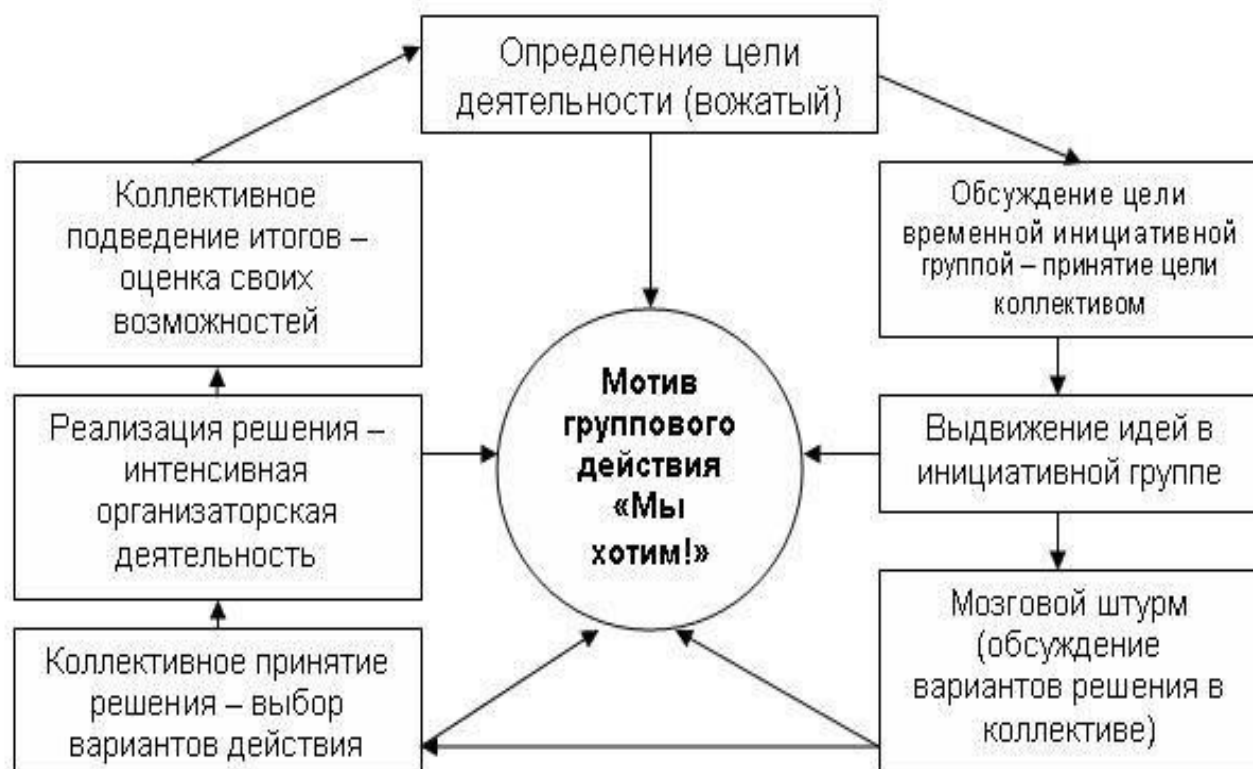 Определение цели
деятельности (вожатый)
Обсуждение цели
временной инициативной
группой – принятие цели
коллективом
Выдвижение идей в
инициативной группе
Мозговой штурм
(обсуждение
вариантов решения в
коллективе)
Коллективное принятие
решения – выбор
вариантов действия
Реализация решения –
интенсивная
организаторская
деятельность
Коллективное
подведение итогов –
оценка своих
возможностей
Мотив
группового
действия
«Мы
хотим!»